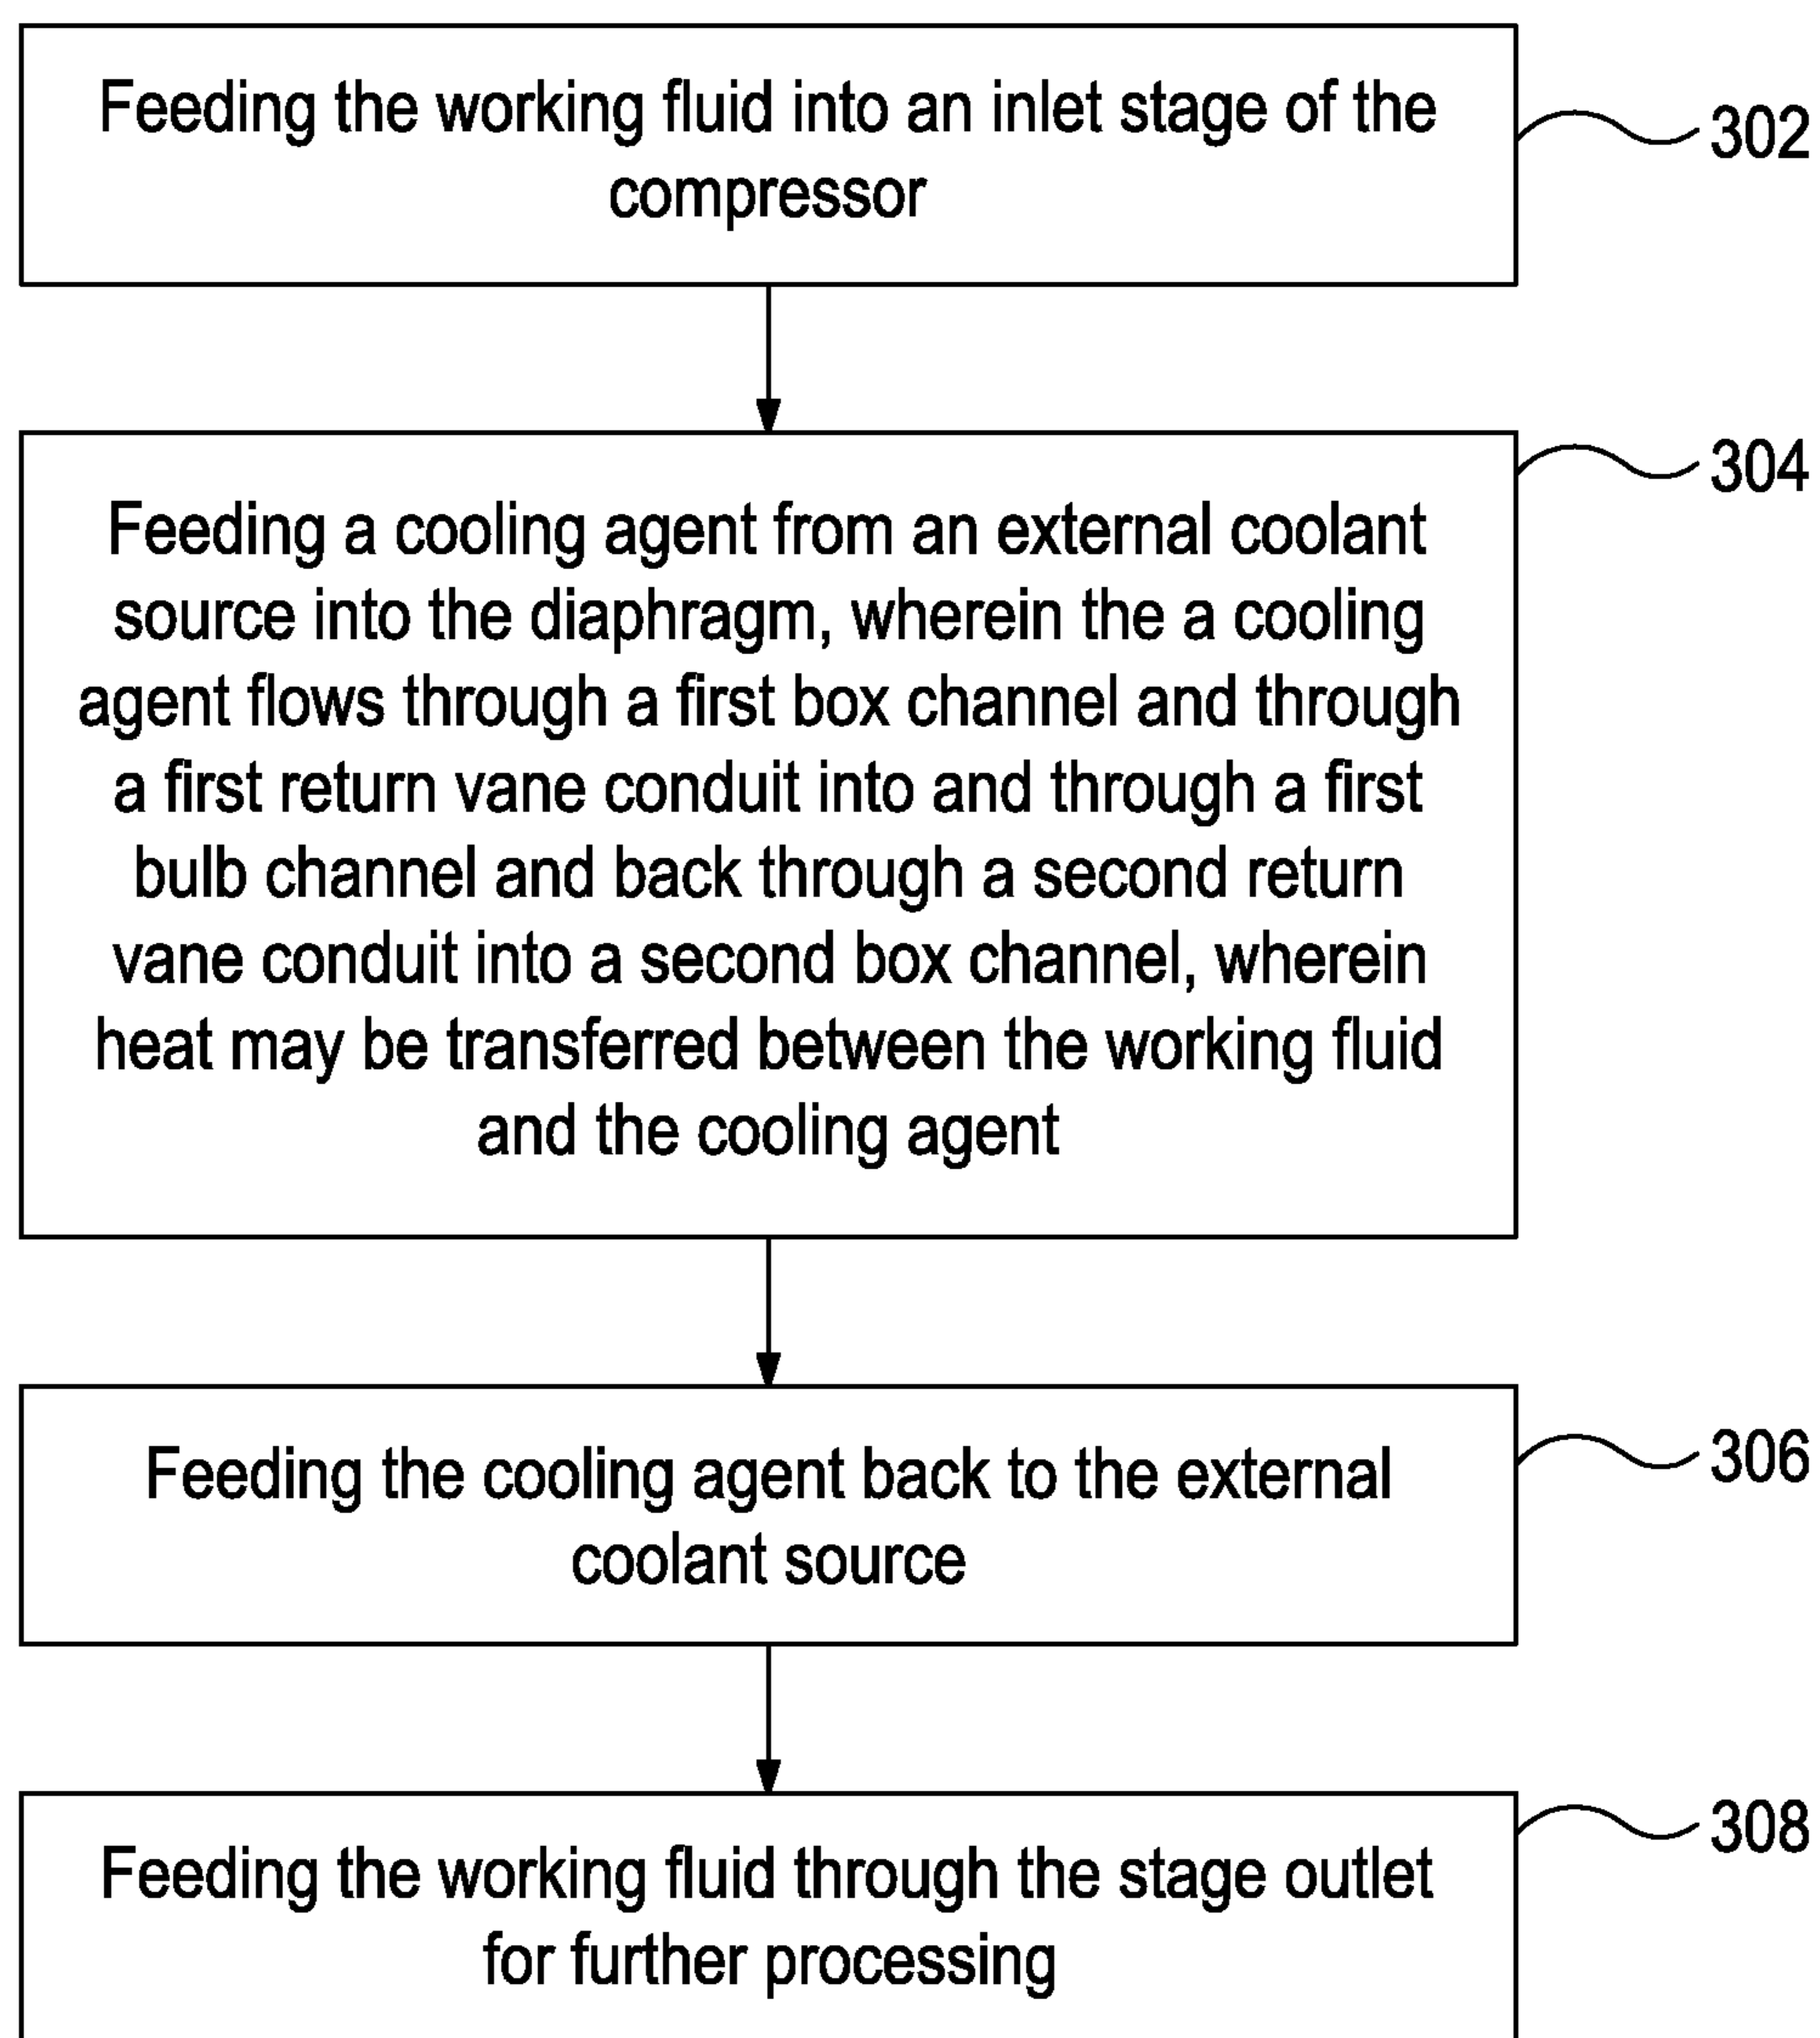 Feeding the working fluid into an inlet stage of the
compressor
302
304
Feeding a cooling agent from an external coolant
source into the diaphragm, wherein the a cooling
agent flows through a first box channel and through
a first return vane conduit into and through a first
bulb channel and back through a second return
vane conduit into a second box channel, wherein
heat may be transferred between the working fluid
and the cooling agent
Feeding the cooling agent back to the external
coolant source
306
Feeding the working fluid through the stage outlet
for further processing
308